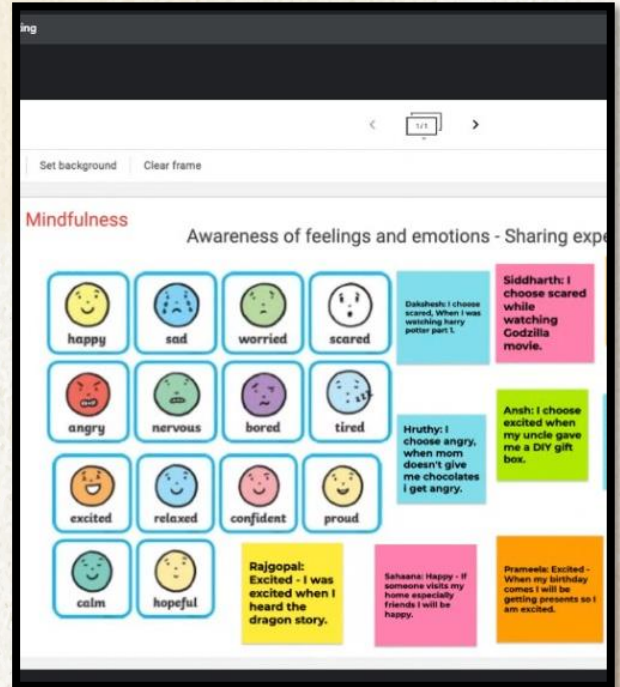 ing
1/1
Set background Clear frame
Mindfulness
Awareness of feelings and emotions - Sharing expe
happy sad worried scared
angry nervous bored tired
excited relaxed confident proud
calm hopeful
Dakshesh: I choose
scared, When I was
watching harry
potter part 1.
Siddharth: I
choose scared
while
watching
Godzilla
movie.
Hruthy: I
choose angry,
when mom
doesn't give
me chocolates
i get angry.
Ansh: I choose
excited when
my uncle gave
me a DIY gift
box.
Rajgopal:
Excited - I was
excited when I
heard the
dragon story.
Sahaana: Happy - If
someone visits my
home especially
friends I will be
happy.
Prameela: Excited -
When my birthday
comes I will be
getting presents so I
am excited.